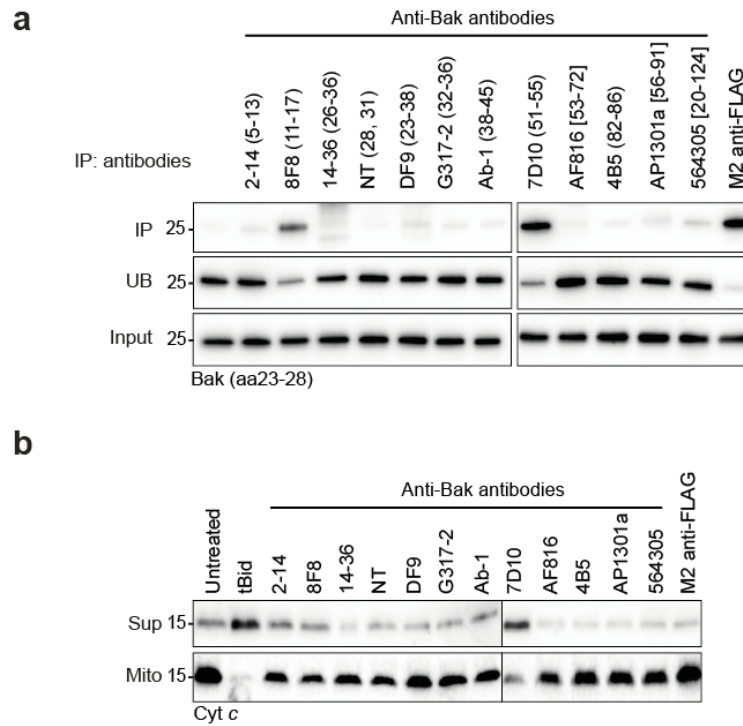 a
Anti-Bak antibodies
IP: antibodies
2-14 (5-13)
8F8 (11-17)
14-36 (26-36)
NT (28, 31)
DF9 (23-38)
G317-2 (32-36)
Ab-1 (38-45)
7D10 (51-55)
AF816 [53-72]
4B5 (82-86)
AP1301a [56-91]
564305 [20-124]
M2 anti-FLAG
IP 25
UB 25
Input 25
Bak (aa23-28)
b
Anti-Bak antibodies
Untreated
tBid
2-14
8F8
14-36
NT
DF9
G317-2
Ab-1
7D10
AF816
4B5
AP1301a
564305
M2 anti-FLAG
Sup 15
Mito 15
Cyt c